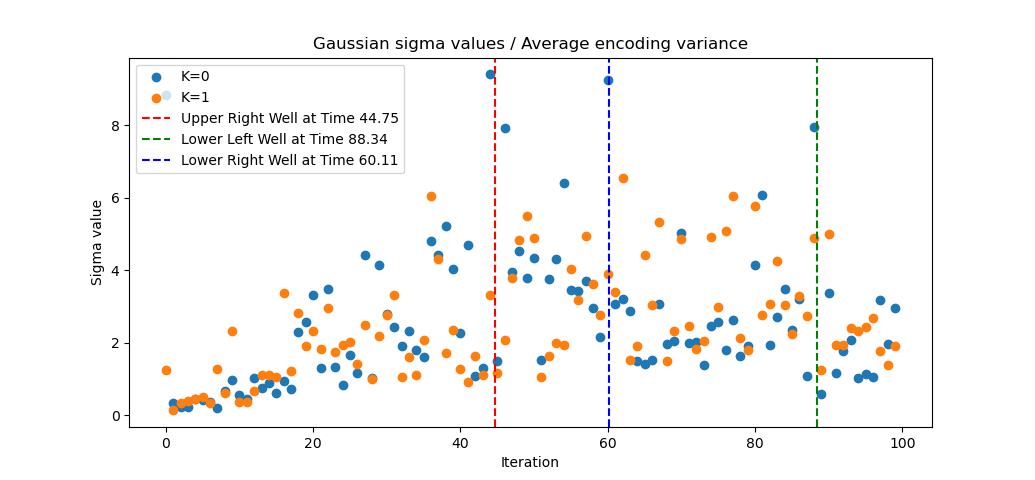 Gaussian sigma values / Average encoding variance
K=0
K=1
Upper Right Well at Time 44.75
Lower Left Well at Time 88.34
Lower Right Well at Time 60.11
Sigma value
8
6
4
2
0
0 20 40 60 80 100
Iteration